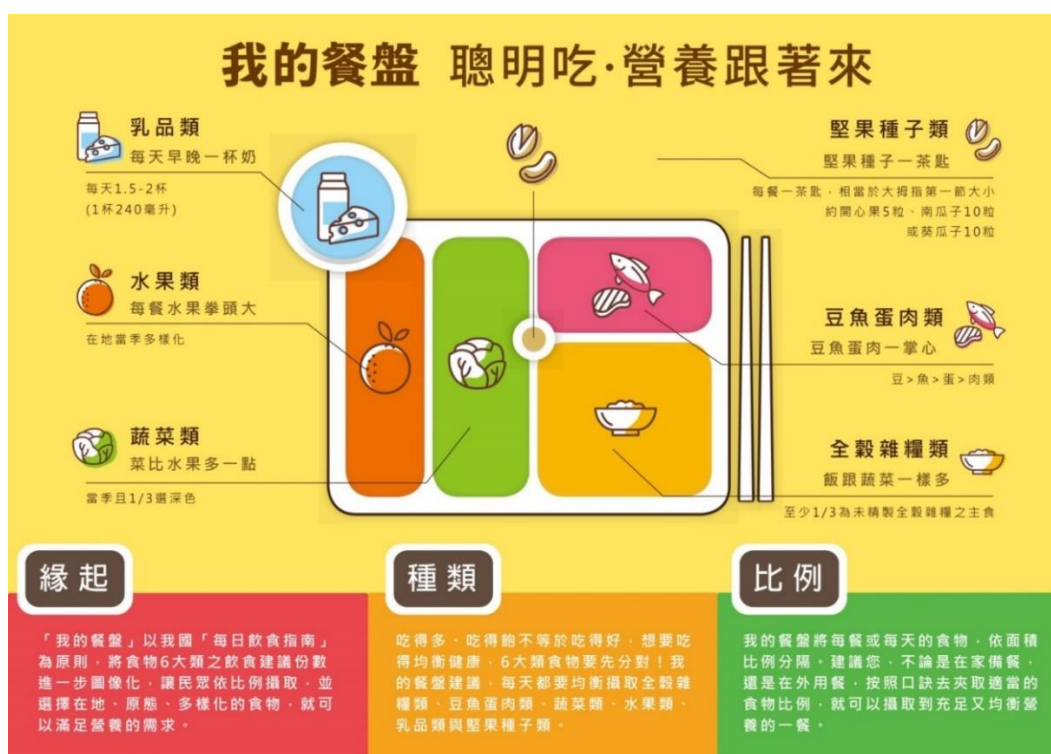 我的餐盤 聰明吃·營養跟著來
乳品類
每天早晚一杯奶
每天1.5-2杯
(1杯240毫升)
水果類
每餐水果拳頭大
在地當季多樣化
蔬菜類
菜比水果多一點
當季且1/3選深色
堅果種子類
堅果種子一茶匙
每餐一茶匙，相當於大拇指第一節大小
約開心果5粒、南瓜子10粒
或葵瓜子10粒
豆魚蛋肉類
豆魚蛋肉一掌心
豆>魚>蛋>肉類
全穀雜糧類
飯跟蔬菜一樣多
至少1/3為未精製全穀雜糧之主食
緣起
「我的餐盤」以我國「每日飲食指南」
為原則，將食物6大類之飲食建議份數
進一步圖像化，讓民眾依比例攝取，並
選擇在地、原態、多樣化的食物，就可
以滿足營養的需求。
種類
吃得多、吃得飽不等於吃得好，想要吃
得均衡健康，6大類食物要先分對！我
的餐盤建議，每天都要均衡攝取全穀雜
糧類、豆魚蛋肉類、蔬菜類、水果類、
乳品類與堅果種子類。
比例
我的餐盤將每餐或每天的食物，依面積
比例分隔。建議您，不論是在家備餐，
還是在外用餐，按照口訣去夾取適當的
食物比例，就可以攝取到充足又均衡營
養的一餐。